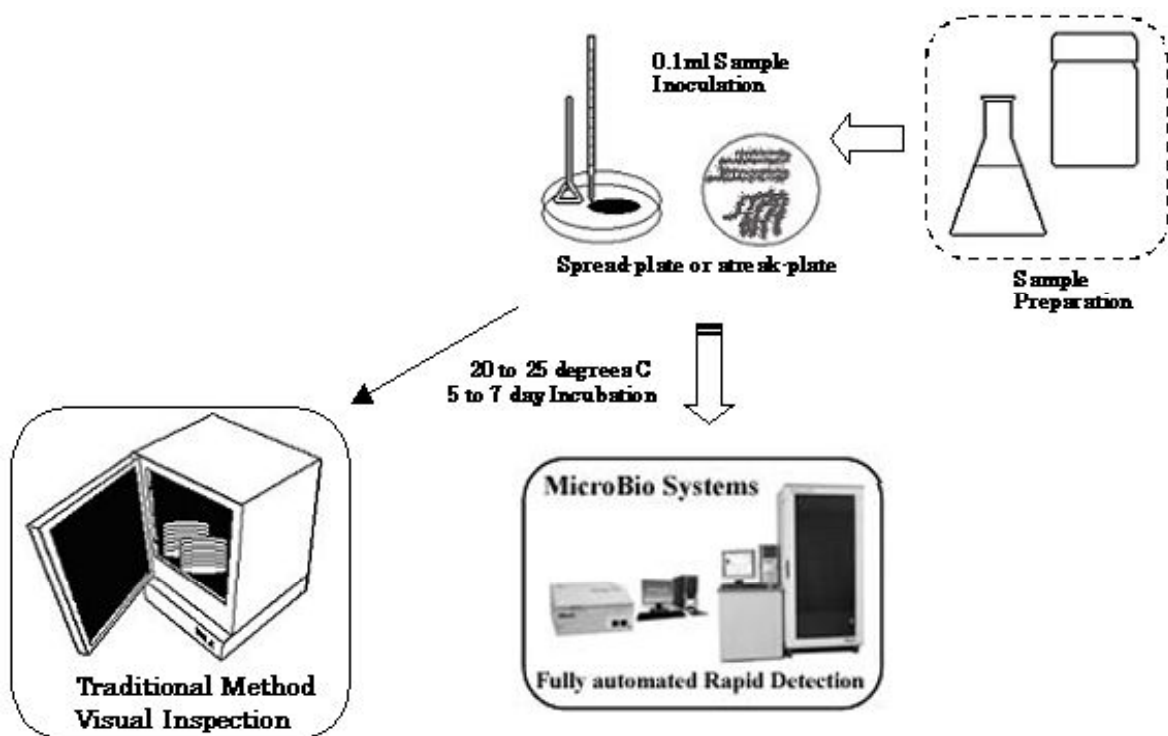 0.1ml Sample
Inoculation
Spread-plate or streak-plate
Sample
Preparation
20 to 25 degrees C
5 to 7 day Incubation
MicroBio Systems
Fully automated Rapid Detection
Traditional Method
Visual Inspection